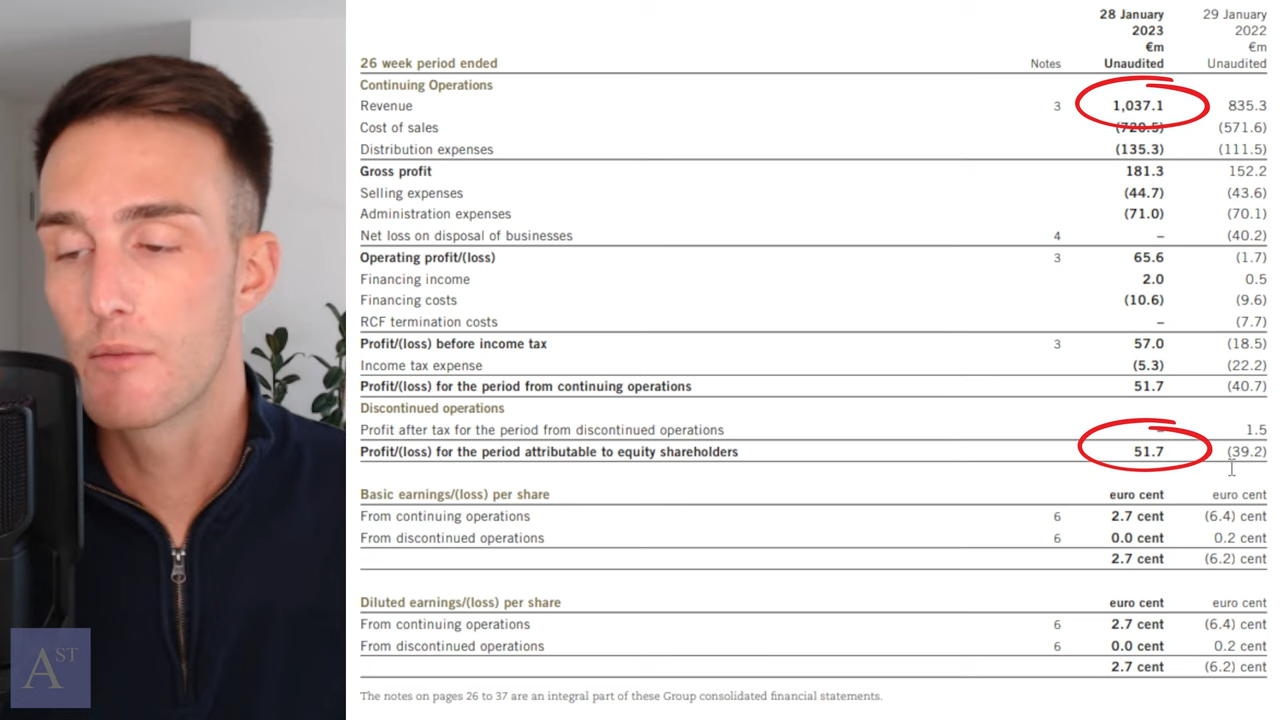 28 January 29 January
2023 2022
€m €m
26 week period ended Notes Unaudited Unaudited
Continuing Operations
Revenue 3 1,037.1 835.3
Cost of sales (720.5) (571.6)
Distribution expenses (135.3) (111.5)
Gross profit 181.3 152.2
Selling expenses (44.7) (43.6)
Administration expenses (71.0) (70.1)
Net loss on disposal of businesses 4 – (40.2)
Operating profit/(loss) 3 65.6 (1.7)
Financing income 2.0 0.5
Financing costs (10.6) (9.6)
RCF termination costs – (7.7)
Profit/(loss) before income tax 3 57.0 (18.5)
Income tax expense (5.3) (22.2)
Profit/(loss) for the period from continuing operations 51.7 (40.7)
Discontinued operations
Profit after tax for the period from discontinued operations – 1.5
Profit/(loss) for the period attributable to equity shareholders 51.7 (39.2)
Basic earnings/(loss) per share euro cent euro cent
From continuing operations 6 2.7 cent (6.4) cent
From discontinued operations 6 0.0 cent 0.2 cent
2.7 cent (6.2) cent
Diluted earnings/(loss) per share euro cent euro cent
From continuing operations 6 2.7 cent (6.4) cent
From discontinued operations 6 0.0 cent 0.2 cent
2.7 cent (6.2) cent
The notes on pages 26 to 37 are an integral part of these Group consolidated financial statements.
AST